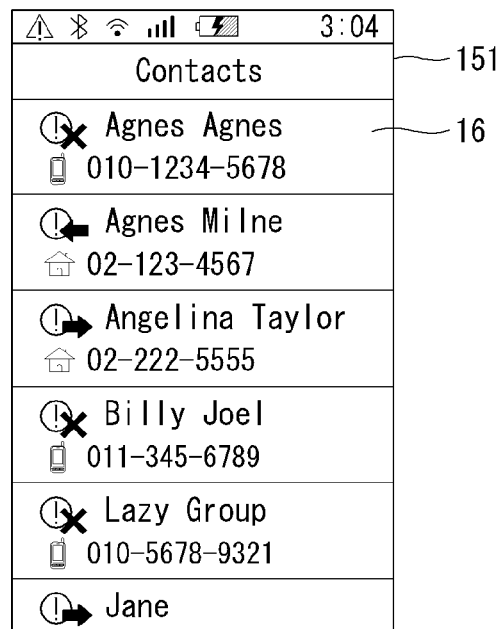 3:04
Contacts
151
Agnes Agnes
16
010-1234-5678
Agnes Milne
02-123-4567
Angelina Taylor
02-222-5555
Billy Joel
011-345-6789
Lazy Group
010-5678-9321
Jane